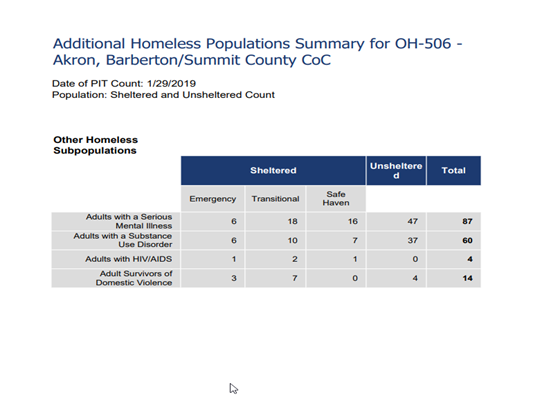 Additional Homeless Populations Summary for OH-506 -
Akron, Barberton/Summit County CoC
Date of PIT Count: 1/29/2019
Population: Sheltered and Unsheltered Count
Other Homeless
Subpopulations
Sheltered Unsheltere Total
d
Emergency Transitional Safe
Haven
Adults with a Serious
Mental Illness 6 18 16 47 87
Adults with a Substance
Use Disorder 6 10 7 37 60
Adults with HIV/AIDS 1 2 1 0 4
Adult Survivors of
Domestic Violence 3 7 0 4 14